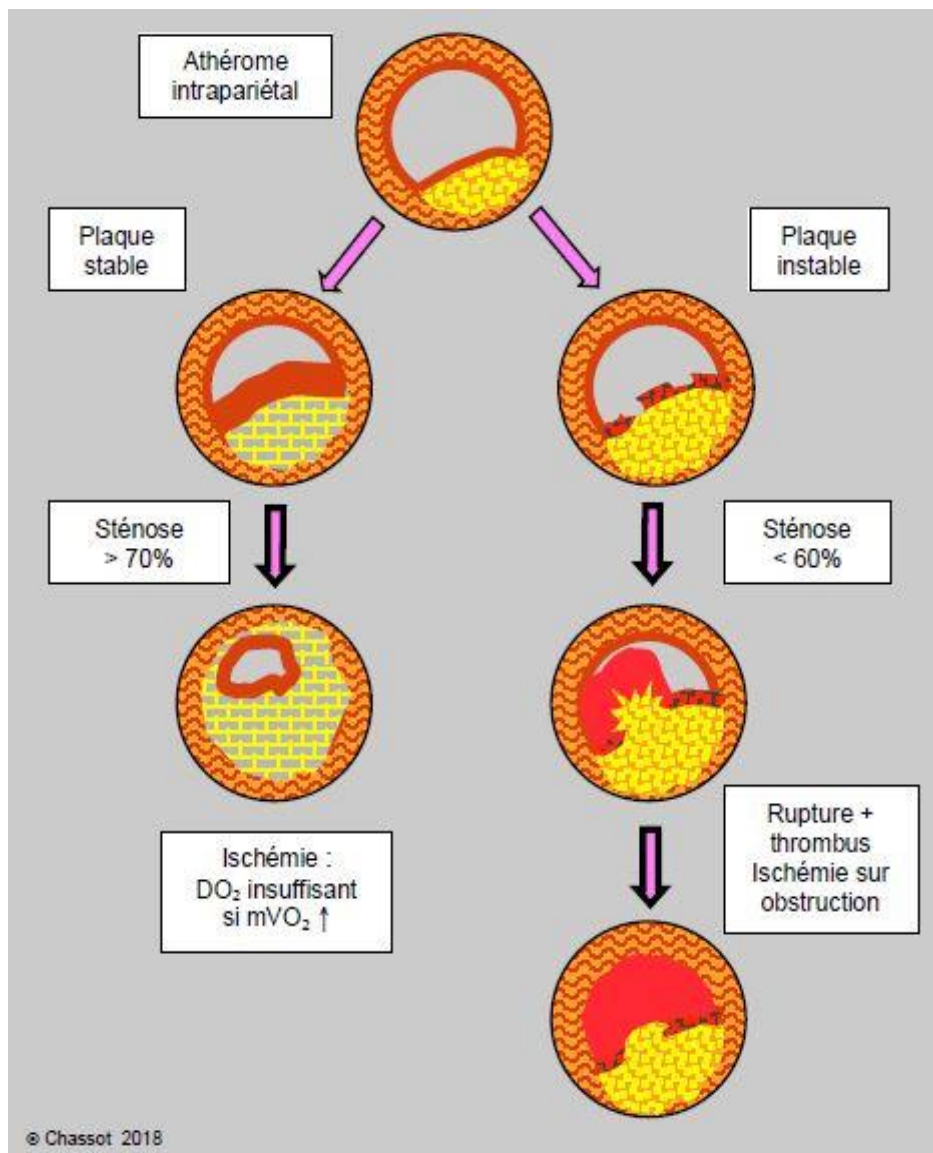 Athérome
intrapariétal
Plaque
stable
Plaque
instable
Sténose
> 70%
Sténose
< 60%
Ischémie :
DO₂ insuffisant
si mVO₂ ↑
Rupture +
thrombus
Ischémie sur
obstruction
® Chassot 2018